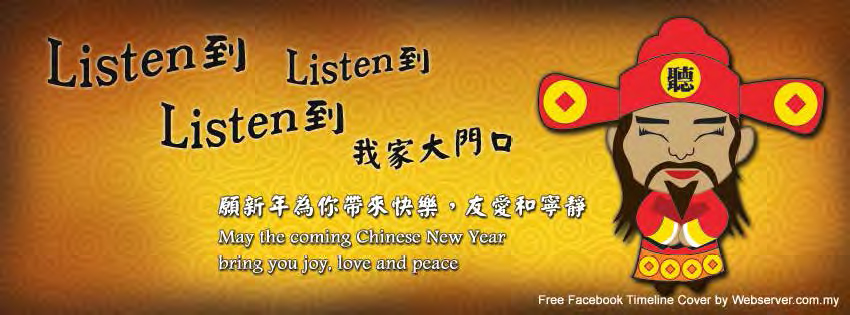 Listen到
Listen到
Listen到
我家大門口
聽
願新年為你帶來快樂，友愛和寧靜
May the coming Chinese New Year
bring you joy, love and peace
Free Facebook Timeline Cover by Webserver.com.my